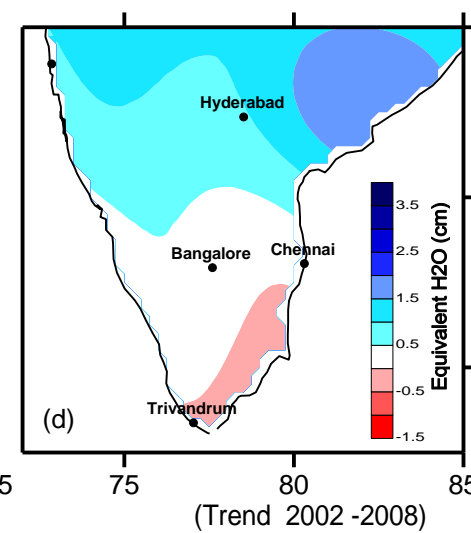 Hyderabad
Bangalore
Chennai
Trivandrum
(d)
3.5
2.5
1.5
0.5
-0.5
-1.5
Equivalent H2O (cm)
5
75
80
85
(Trend 2002 -2008)